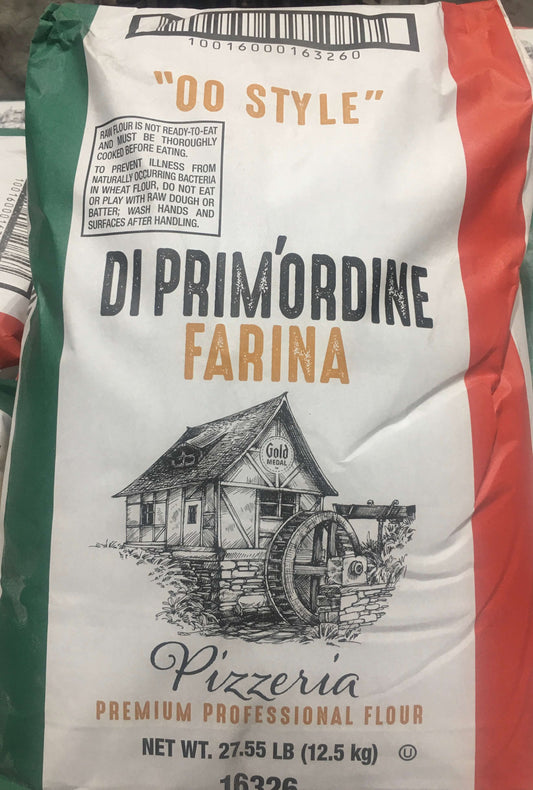 10016000163260
"00 STYLE"
RAW FLOUR IS NOT READY-TO-EAT
AND MUST BE THOROUGHLY
COOKED BEFORE EATING.
TO PREVENT ILLNESS FROM
NATURALLY OCCURRING BACTERIA
IN WHEAT FLOUR, DO NOT EAT
OR PLAY WITH RAW DOUGH OR
BATTER; WASH HANDS AND
SURFACES AFTER HANDLING.
DI PRIM'ORDINE
FARINA
Gold
MEDAL
Pizzeria
PREMIUM PROFESSIONAL FLOUR
NET WT. 27.55 LB (12.5 kg) U
16326